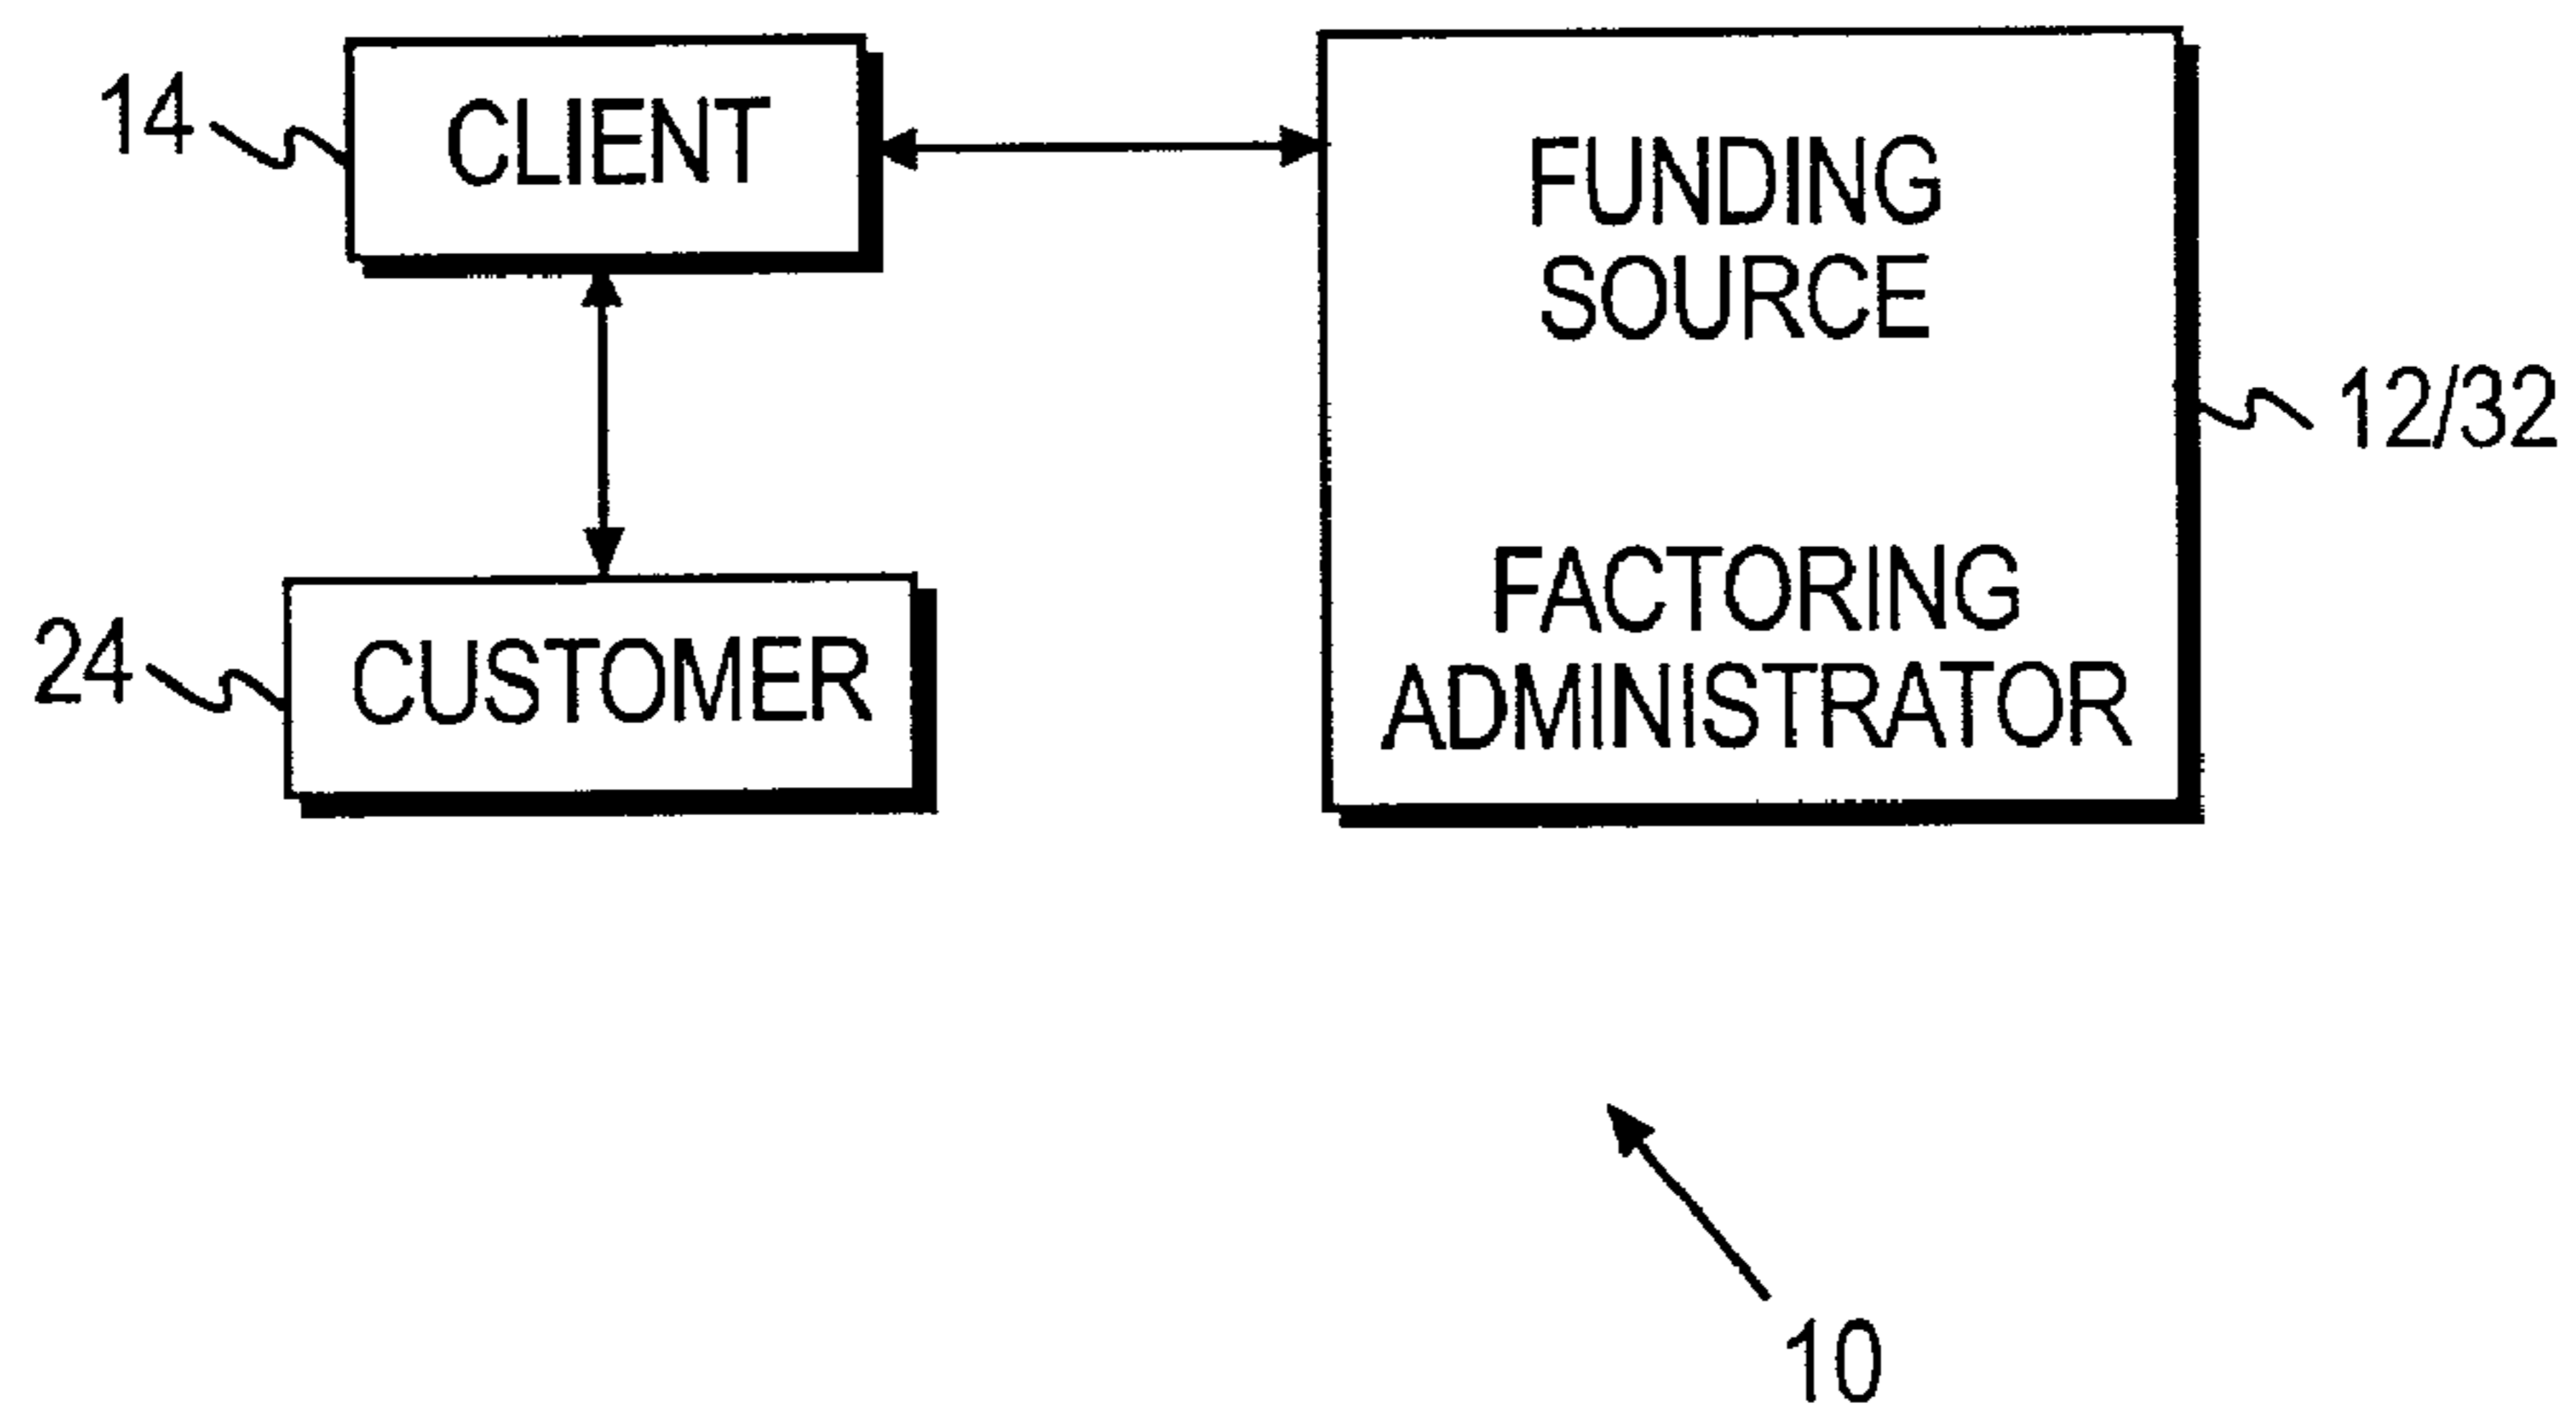 14
CLIENT
FUNDING
SOURCE
12/32
FACTORING
ADMINISTRATOR
24
CUSTOMER
10